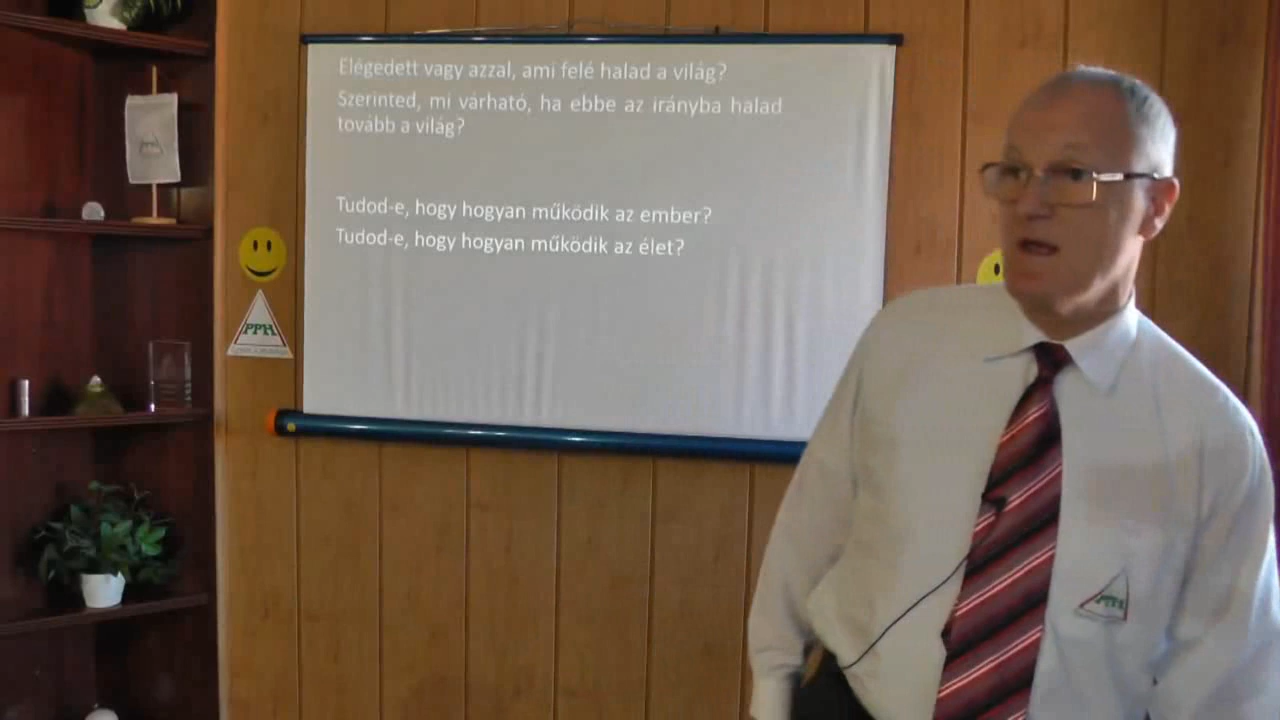 Elégedett vagy azzal, ami felé halad a világ?
Szerinted, mi várható, ha ebbe az irányba halad
tovább a világ?
Tudod-e, hogy hogyan működik az ember?
Tudod-e, hogy hogyan működik az élet?
PPH
PPH